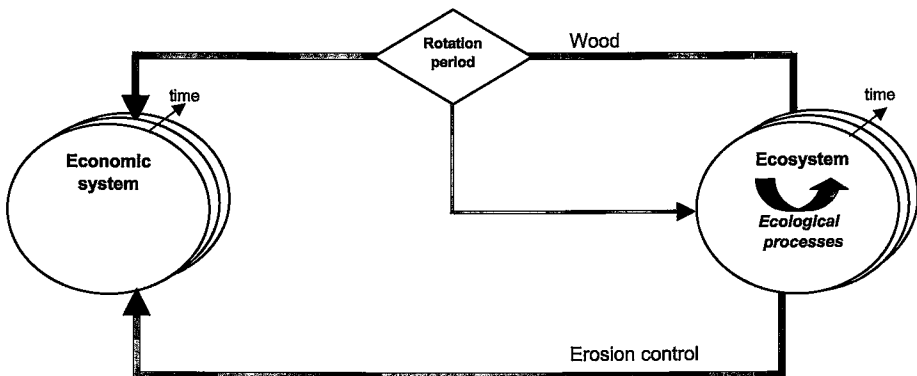 Rotation
period
Wood
time
Economic
system
time
Ecosystem
Ecological
processes
Erosion control